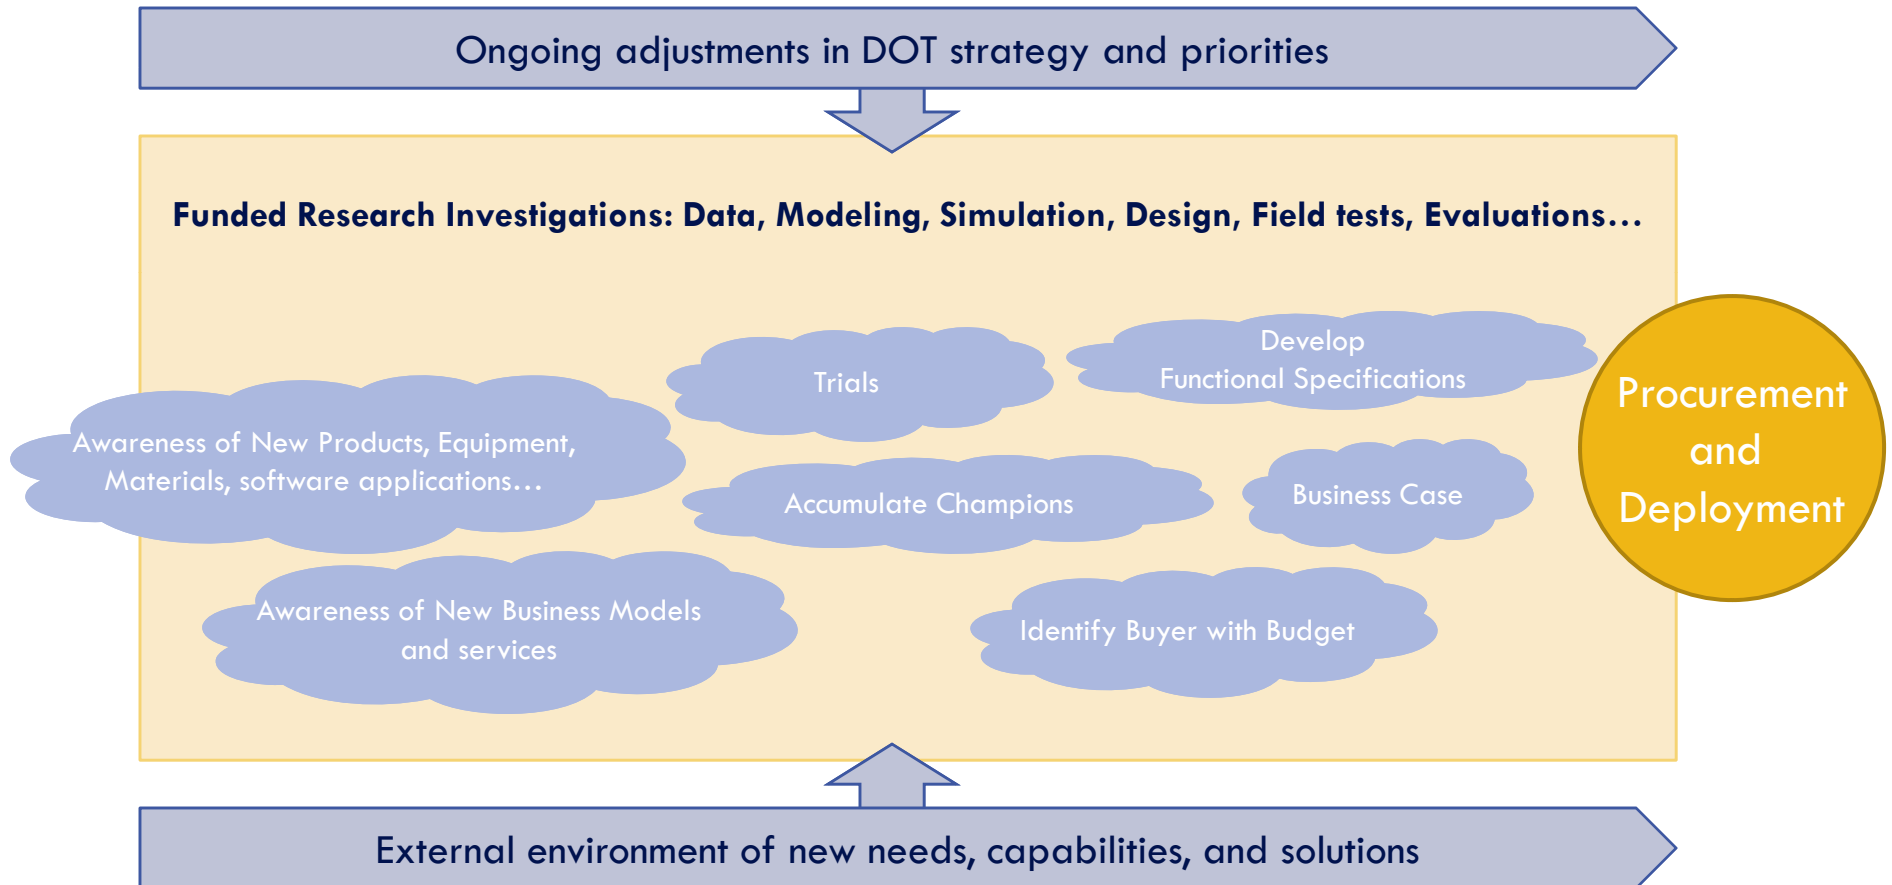 Ongoing adjustments in DOT strategy and priorities
Funded Research Investigations: Data, Modeling, Simulation, Design, Field tests, Evaluations…
Trials
Develop
Functional Specifications
Procurement
and
Deployment
Awareness of New Products, Equipment,
Materials, software applications…
Accumulate Champions
Business Case
Awareness of New Business Models
and services
Identify Buyer with Budget
External environment of new needs, capabilities, and solutions